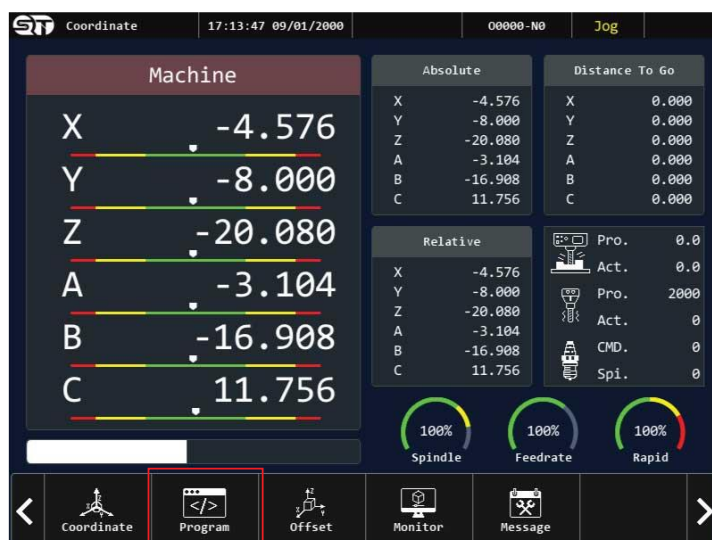 Coordinate 17:13:47 09/01/2000 O0000-N0 Jog
Machine
X -4.576
Y -8.000
Z -20.080
A -3.104
B -16.908
C 11.756
Absolute
X -4.576
Y -8.000
Z -20.080
A -3.104
B -16.908
C 11.756
Distance To Go
X 0.000
Y 0.000
Z 0.000
A 0.000
B 0.000
C 0.000
Relative
X -4.576
Y -8.000
Z -20.080
A -3.104
B -16.908
C 11.756
Pro. 0.0
Act. 0.0
Pro. 2000
Act. 0
CMD. 0
Spi. 0
100% 100% 100%
Spindle Feedrate Rapid
Coordinate Program Offset Monitor Message